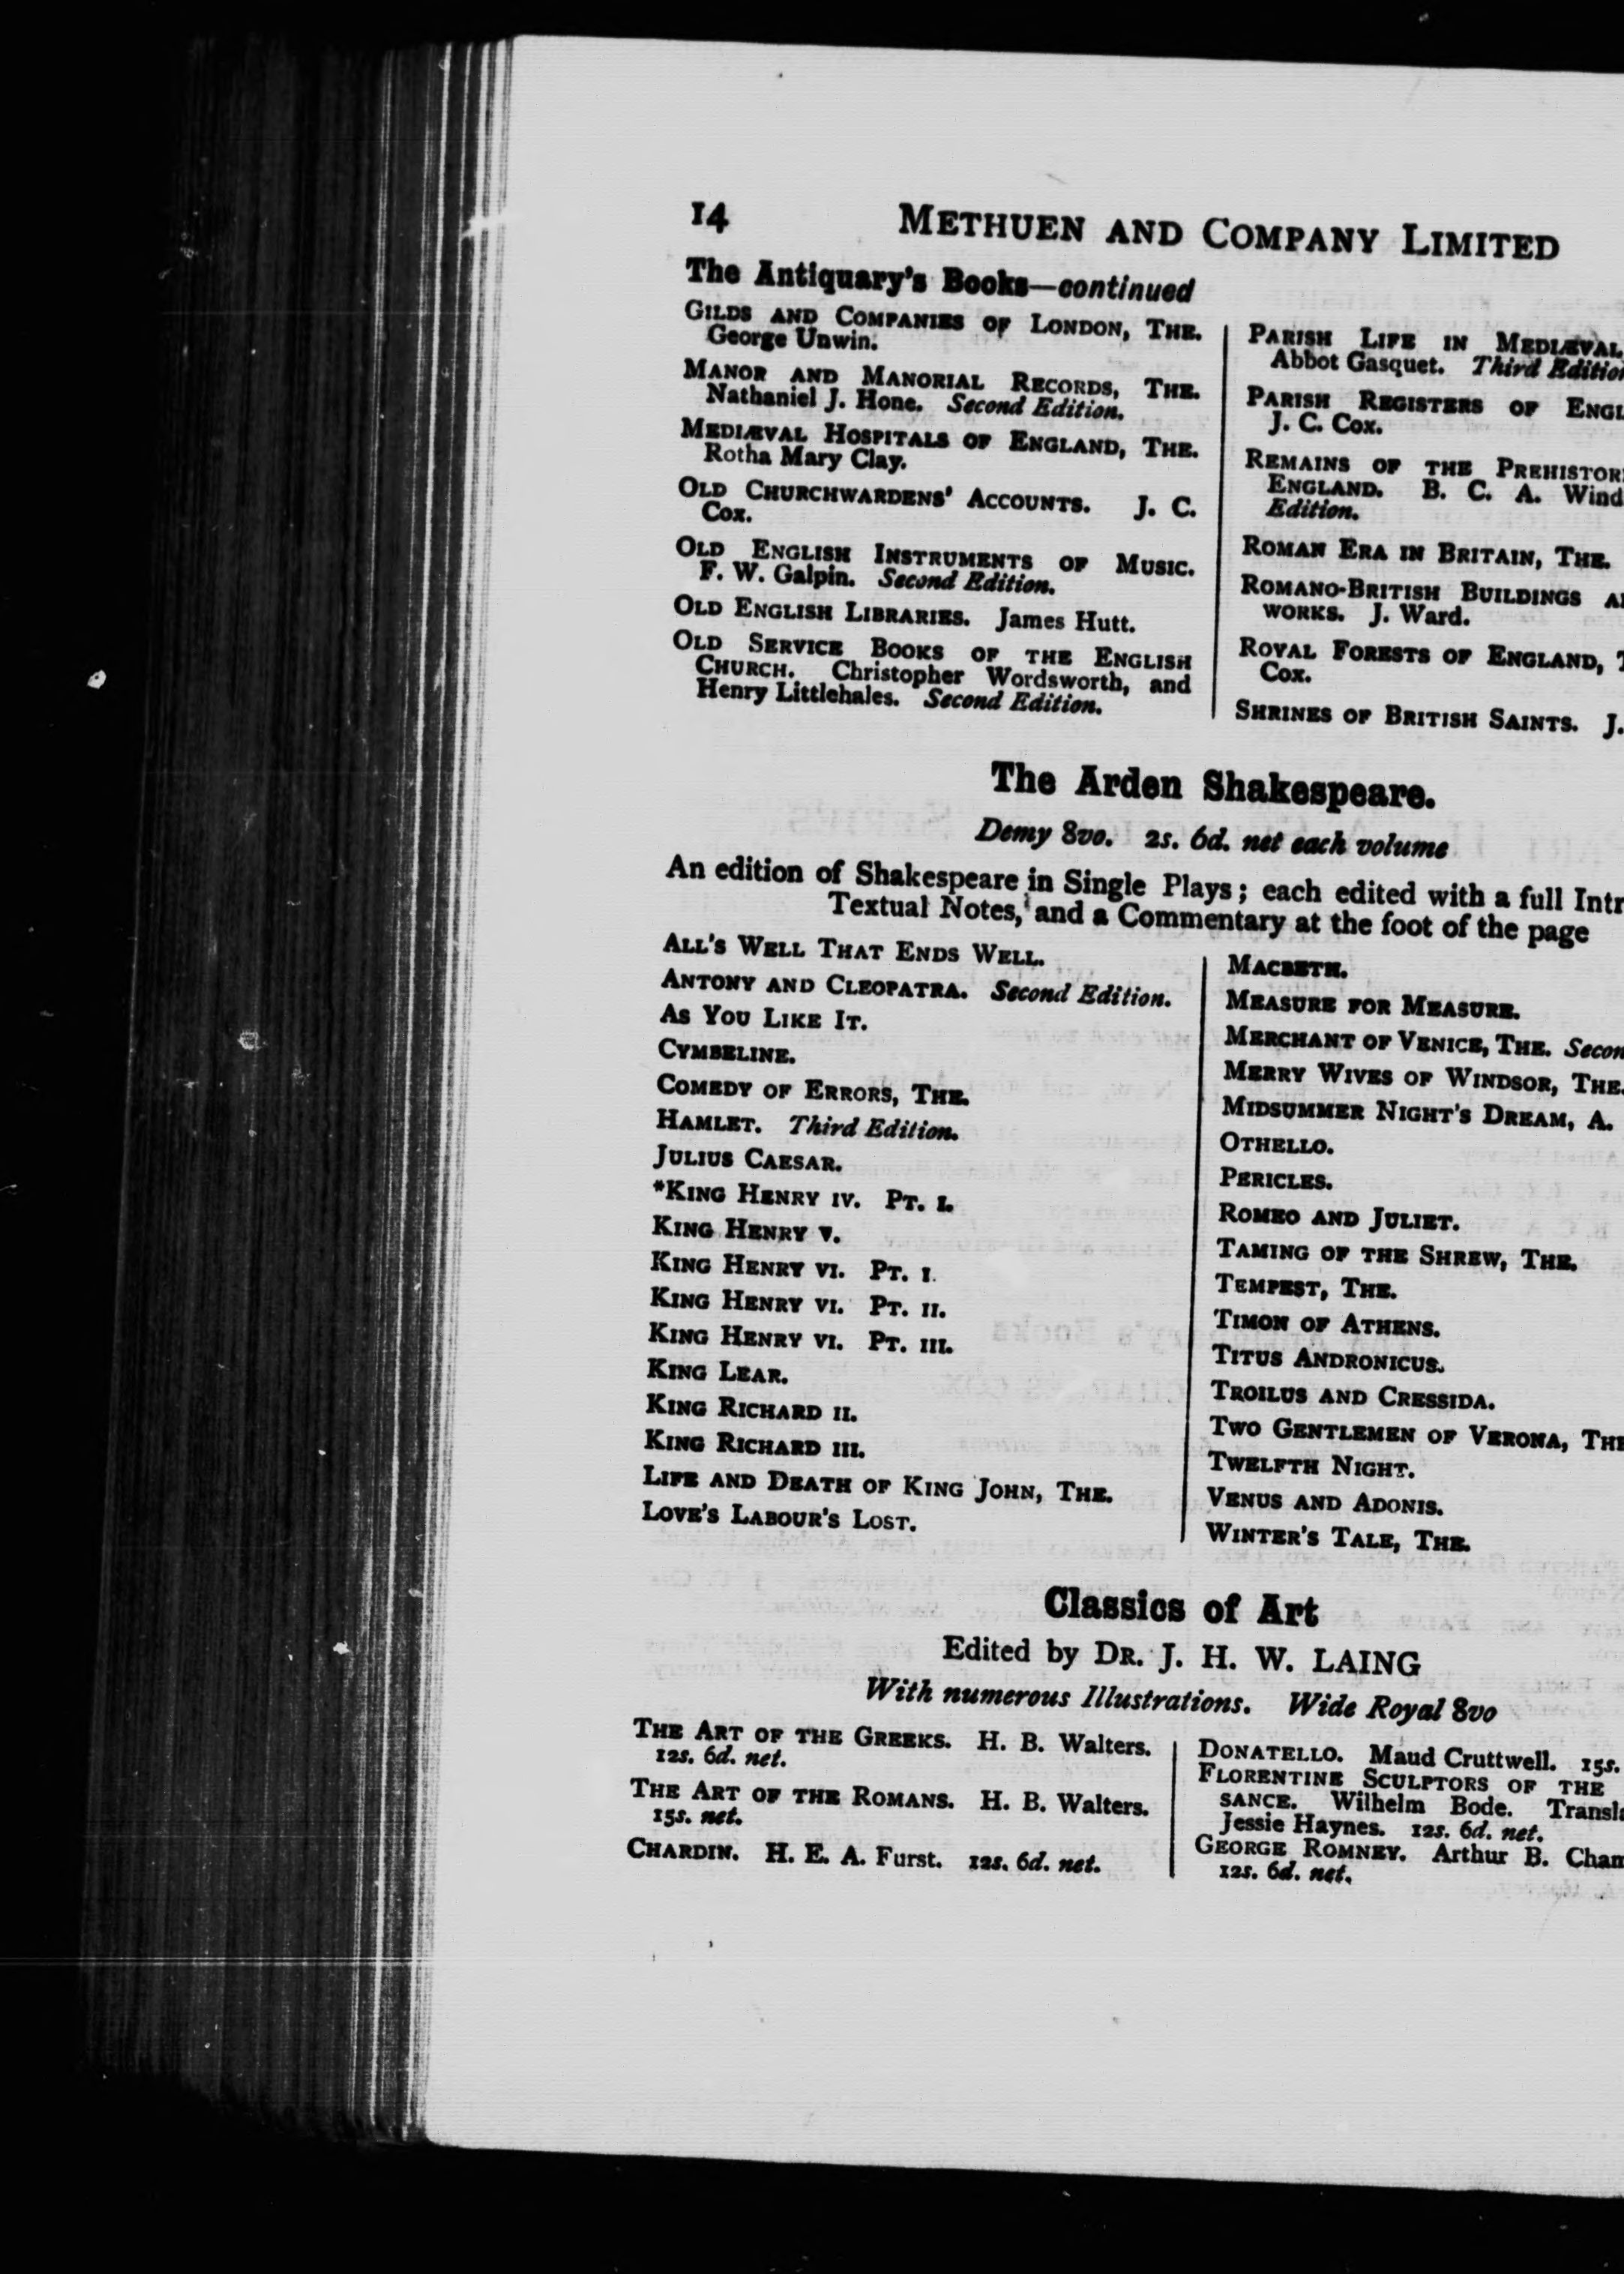 14 METHUEN AND COMPANY LIMITED
The Antiquary's Books—continued
GILDS AND COMPANIES OF LONDON, THE.
George Unwin.
MANOR AND MANORIAL RECORDS, THE.
Nathaniel J. Hone. Second Edition.
MEDIÆVAL HOSPITALS OF ENGLAND, THE.
Rotha Mary Clay.
OLD CHURCHWARDENS' ACCOUNTS. J. C.
Cox.
OLD ENGLISH INSTRUMENTS OF MUSIC.
F. W. Galpin. Second Edition.
OLD ENGLISH LIBRARIES. James Hutt.
OLD SERVICE BOOKS OF THE ENGLISH
CHURCH. Christopher Wordsworth, and
Henry Littlehales. Second Edition.
PARISH LIFE IN MEDIÆVAL
Abbot Gasquet. Third Edition
PARISH REGISTERS OF ENGL
J. C. Cox.
REMAINS OF THE PREHISTOR
ENGLAND. B. C. A. Wind
Edition.
ROMAN ERA IN BRITAIN, THE.
ROMANO-BRITISH BUILDINGS A
WORKS. J. Ward.
ROYAL FORESTS OF ENGLAND, T
Cox.
SHRINES OF BRITISH SAINTS. J.
The Arden Shakespeare.
Demy 8vo. 2s. 6d. net each volume
An edition of Shakespeare in Single Plays; each edited with a full Intr
Textual Notes, and a Commentary at the foot of the page
ALL'S WELL THAT ENDS WELL.
ANTONY AND CLEOPATRA. Second Edition.
AS YOU LIKE IT.
CYMBELINE.
COMEDY OF ERRORS, THE.
HAMLET. Third Edition.
JULIUS CAESAR.
*KING HENRY IV. PT. I.
KING HENRY V.
KING HENRY VI. PT. I.
KING HENRY VI. PT. II.
KING HENRY VI. PT. III.
KING LEAR.
KING RICHARD II.
KING RICHARD III.
LIFE AND DEATH OF KING JOHN, THE.
LOVE'S LABOUR'S LOST.
MACBETH.
MEASURE FOR MEASURE.
MERCHANT OF VENICE, THE. Secon
MERRY WIVES OF WINDSOR, THE.
MIDSUMMER NIGHT'S DREAM, A.
OTHELLO.
PERICLES.
ROMEO AND JULIET.
TAMING OF THE SHREW, THE.
TEMPEST, THE.
TIMON OF ATHENS.
TITUS ANDRONICUS.
TROILUS AND CRESSIDA.
TWO GENTLEMEN OF VERONA, THE
TWELFTH NIGHT.
VENUS AND ADONIS.
WINTER'S TALE, THE.
Classics of Art
Edited by DR. J. H. W. LAING
With numerous Illustrations. Wide Royal 8vo
THE ART OF THE GREEKS. H. B. Walters.
12s. 6d. net.
THE ART OF THE ROMANS. H. B. Walters.
15s. net.
CHARDIN. H. E. A. Furst. 12s. 6d. net.
DONATELLO. Maud Cruttwell. 15s.
FLORENTINE SCULPTORS OF THE
SANCE. Wilhelm Bode. Transla
Jessie Haynes. 12s. 6d. net.
GEORGE ROMNEY. Arthur B. Cham
12s. 6d. net.